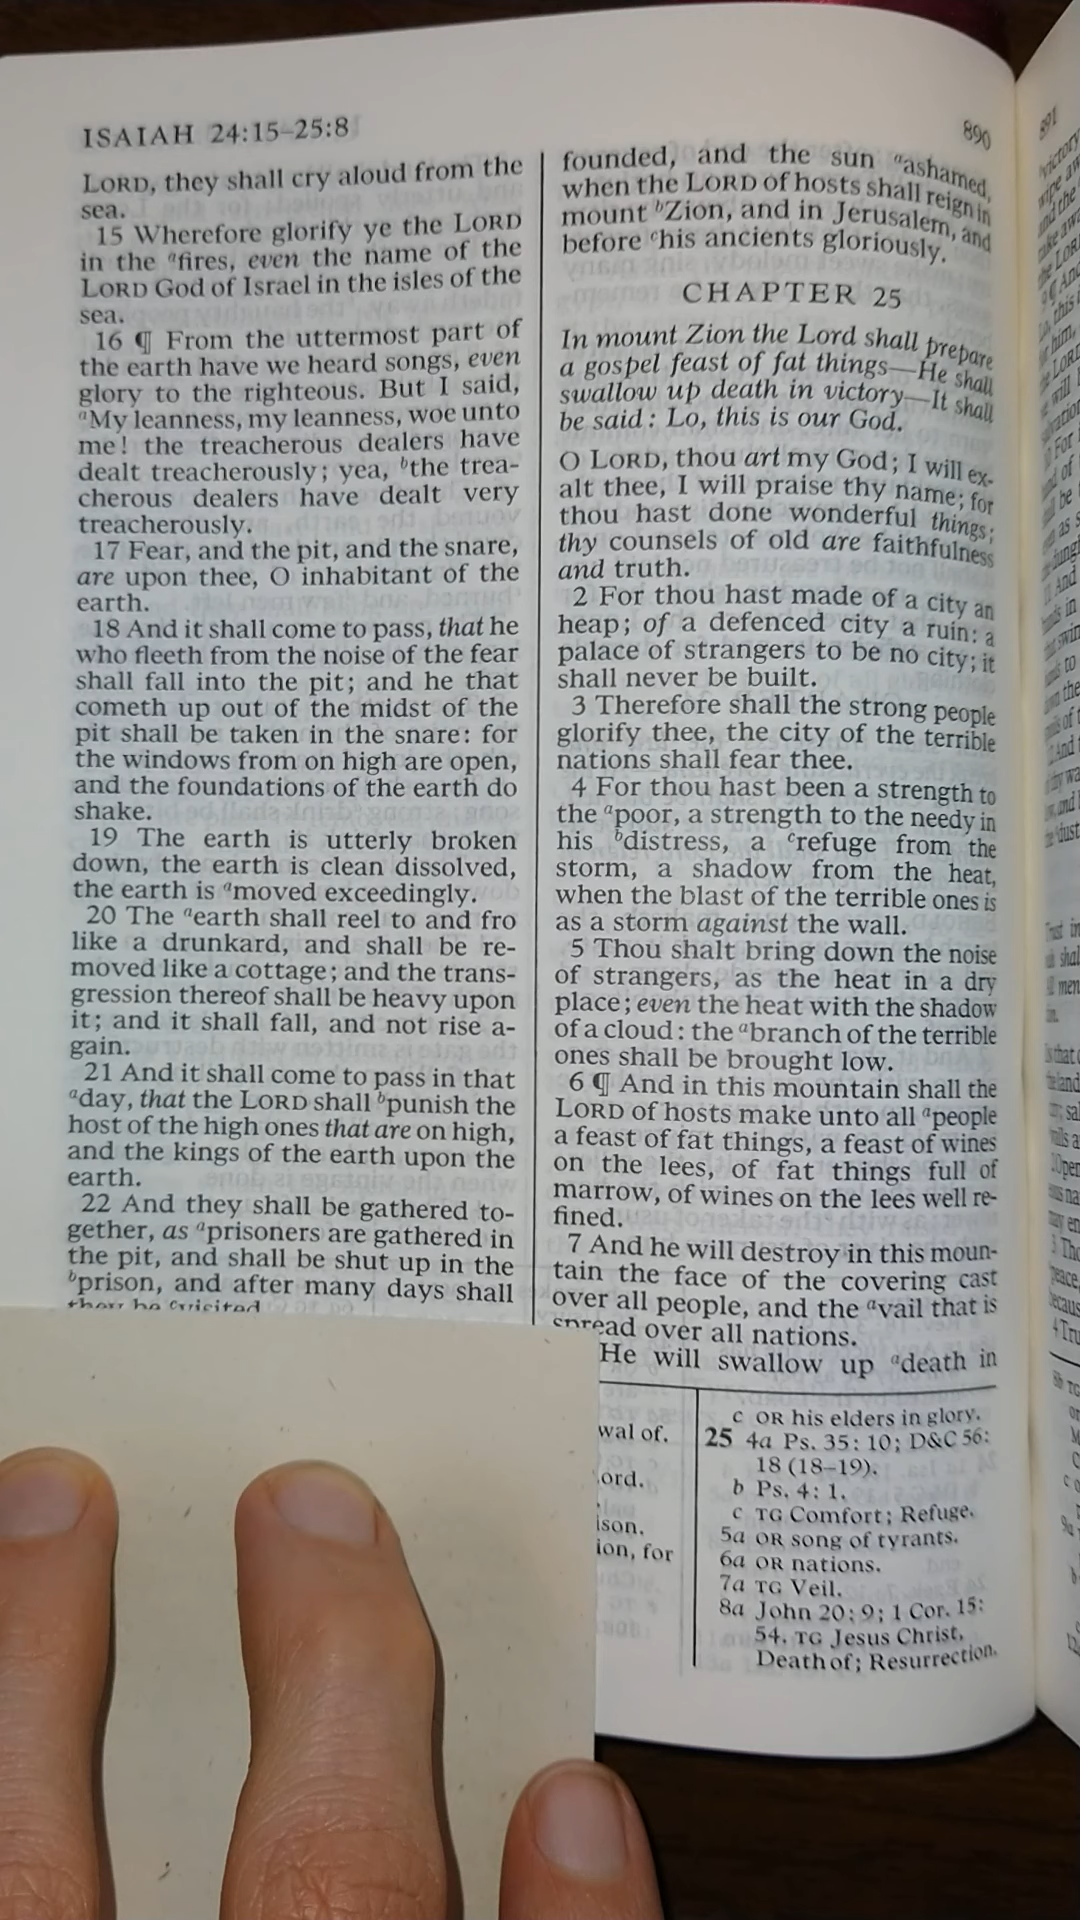 ISAIAH 24:15–25:8
890
LORD, they shall cry aloud from the
sea.
15 Wherefore glorify ye the LORD
in the ᵃfires, even the name of the
LORD God of Israel in the isles of the
sea.
16 ¶ From the uttermost part of
the earth have we heard songs, even
glory to the righteous. But I said,
ᵃMy leanness, my leanness, woe unto
me! the treacherous dealers have
dealt treacherously; yea, ᵇthe trea-
cherous dealers have dealt very
treacherously.
17 Fear, and the pit, and the snare,
are upon thee, O inhabitant of the
earth.
18 And it shall come to pass, that he
who fleeth from the noise of the fear
shall fall into the pit; and he that
cometh up out of the midst of the
pit shall be taken in the snare: for
the windows from on high are open,
and the foundations of the earth do
shake.
19 The earth is utterly broken
down, the earth is clean dissolved,
the earth is ᵃmoved exceedingly.
20 The ᵃearth shall reel to and fro
like a drunkard, and shall be re-
moved like a cottage; and the trans-
gression thereof shall be heavy upon
it; and it shall fall, and not rise a-
gain.
21 And it shall come to pass in that
ᵃday, that the LORD shall ᵇpunish the
host of the high ones that are on high,
and the kings of the earth upon the
earth.
22 And they shall be gathered to-
gether, as ᵃprisoners are gathered in
the pit, and shall be shut up in the
ᵇprison, and after many days shall
they be ᶜvisited
founded, and the sun ᵃashamed,
when the LORD of hosts shall reign in
mount ᵇZion, and in Jerusalem, and
before ᶜhis ancients gloriously.
CHAPTER 25
In mount Zion the Lord shall prepare
a gospel feast of fat things—He shall
swallow up death in victory—It shall
be said: Lo, this is our God.
O LORD, thou art my God; I will ex-
alt thee, I will praise thy name; for
thou hast done wonderful things;
thy counsels of old are faithfulness
and truth.
2 For thou hast made of a city an
heap; of a defenced city a ruin: a
palace of strangers to be no city; it
shall never be built.
3 Therefore shall the strong people
glorify thee, the city of the terrible
nations shall fear thee.
4 For thou hast been a strength to
the ᵃpoor, a strength to the needy in
his ᵇdistress, a ᶜrefuge from the
storm, a shadow from the heat,
when the blast of the terrible ones is
as a storm against the wall.
5 Thou shalt bring down the noise
of strangers, as the heat in a dry
place; even the heat with the shadow
of a cloud: the ᵃbranch of the terrible
ones shall be brought low.
6 ¶ And in this mountain shall the
LORD of hosts make unto all ᵃpeople
a feast of fat things, a feast of wines
on the lees, of fat things full of
marrow, of wines on the lees well re-
fined.
7 And he will destroy in this moun-
tain the face of the covering cast
over all people, and the ᵃvail that is
spread over all nations.
He will swallow up ᵃdeath in
wal of.
ord.
ison.
ion, for
c OR his elders in glory.
25 4a Ps. 35: 10; D&C 56:
18 (18–19).
b Ps. 4: 1.
c TG Comfort; Refuge.
5a OR song of tyrants.
6a OR nations.
7a TG Veil.
8a John 20: 9; 1 Cor. 15:
54. TG Jesus Christ,
Death of; Resurrection.